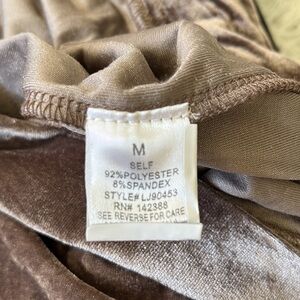 M
SELF
92%POLYESTER
8%SPANDEX
STYLE# LJ90453
RN# 142388
SEE REVERSE FOR CARE